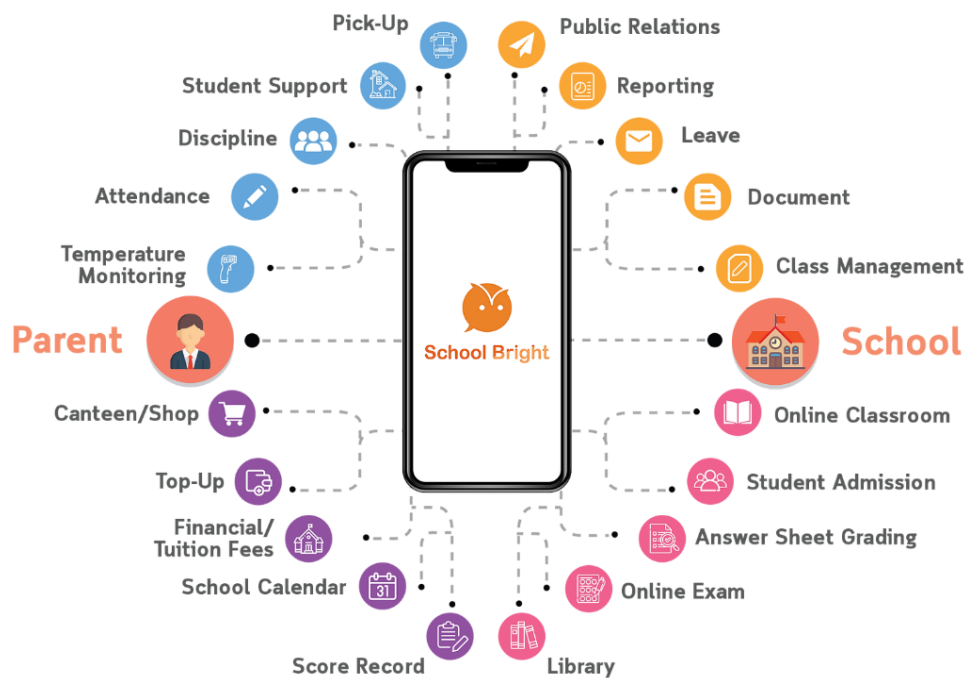 Pick-Up
Public Relations
Student Support
Reporting
Discipline
Leave
Attendance
Document
Temperature
Monitoring
Class Management
Parent
School Bright
School
Canteen/Shop
Online Classroom
Top-Up
Student Admission
Financial/
Tuition Fees
Answer Sheet Grading
School Calendar
31
Online Exam
Score Record
Library